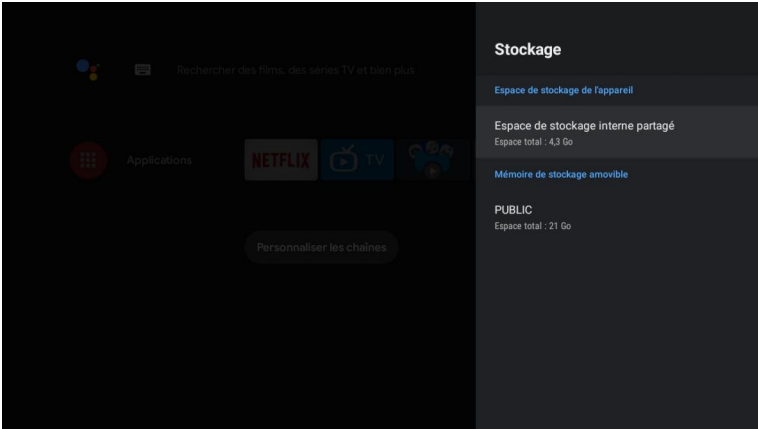 Stockage
Rechercher des films, des séries TV et bien plus
Espace de stockage de l'appareil
Espace de stockage interne partagé
Espace total : 4,3 Go
Applications
NETFLIX
TV
Mémoire de stockage amovible
PUBLIC
Espace total : 21 Go
Personnaliser les chaînes